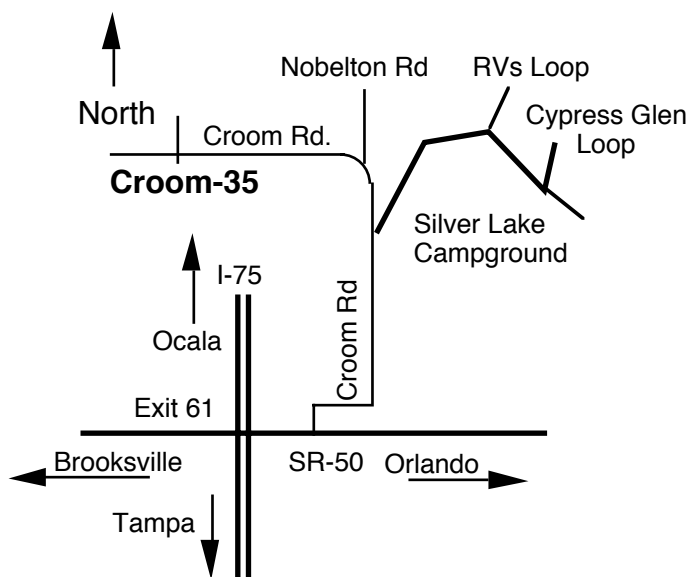 Nobelton Rd
RVs Loop
North
Cypress Glen
Loop
Croom Rd.
Croom-35
Silver Lake
Campground
I-75
Croom Rd
Ocala
Exit 61
Brooksville
SR-50
Orlando
Tampa